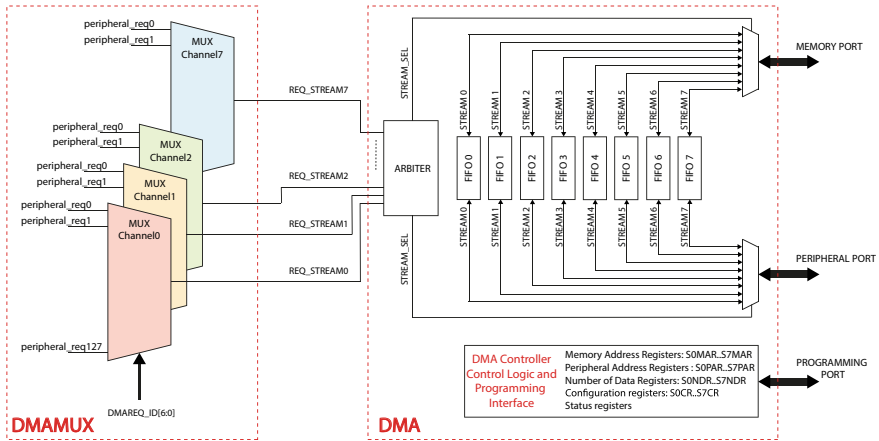 peripheral_req0
peripheral_req1
MUX
Channel7
peripheral_req0
peripheral_req1
MUX
Channel2
peripheral_req0
peripheral_req1
MUX
Channel1
peripheral_req0
peripheral_req1
MUX
Channel0
peripheral_req127
DMAREQ_ID[6:0]
DMAMUX
REQ_STREAM7
REQ_STREAM2
REQ_STREAM1
REQ_STREAM0
STREAM_SEL
ARBITER
STREAM_SEL
STREAM 0
STREAM 1
STREAM 2
STREAM 3
STREAM 4
STREAM 5
STREAM 6
STREAM 7
FIFO 0
FIFO 1
FIFO 2
FIFO 3
FIFO 4
FIFO 5
FIFO 6
FIFO 7
STREAM0
STREAM1
STREAM2
STREAM3
STREAM4
STREAM5
STREAM6
STREAM7
MEMORY PORT
PERIPHERAL PORT
PROGRAMMING
PORT
DMA Controller
Control Logic and
Programming
Interface
Memory Address Registers: S0MAR..S7MAR
Peripheral Address Registers : S0PAR..S7PAR
Number of Data Registers: S0NDR..S7NDR
Configuration registers: S0CR..S7CR
Status registers
DMA